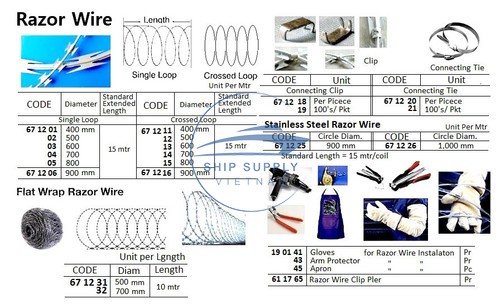 Razor Wire
Length
Single Loop
Crossed Loop
Clip
Connecting Tie
Unit Per Mtr
CODE Diameter Standard Extended Length CODE Diameter Standard Extended Length
Single Loop Crossed Loop
67 12 01 400 mm 15 mtr 67 12 11 400 mm 15 mtr
02 500 mm 12 500 mm
03 600 mm 13 600 mm
04 700 mm 14 700 mm
05 800 mm 15 800 mm
67 12 06 900 mm 67 12 16 900 mm
CODE Unit CODE Unit
Connecting Clip Connecting Tie
67 12 18 Per Picece 67 12 20 Per Picece
19 100's/ Pkt 21 100's/ Pkt
Stainless Steel Razor Wire Unit Per Mtr
CODE Circle Diam. CODE Circle Diam.
67 12 25 900 mm 67 12 26 1,000 mm
Standard Length = 15 mtr/coil
SHIP SUPPLY
VIETNAM
Flat Wrap Razor Wire
Unit per Lgngth
CODE Diam Length
67 12 31 500 mm 10 mtr
32 700 mm
19 01 41 Gloves for Razor Wire Instalaton Pr
43 Arm Protector " " Pr
45 Apron " " Pc
61 17 65 Razor Wire Clip Pler Pr